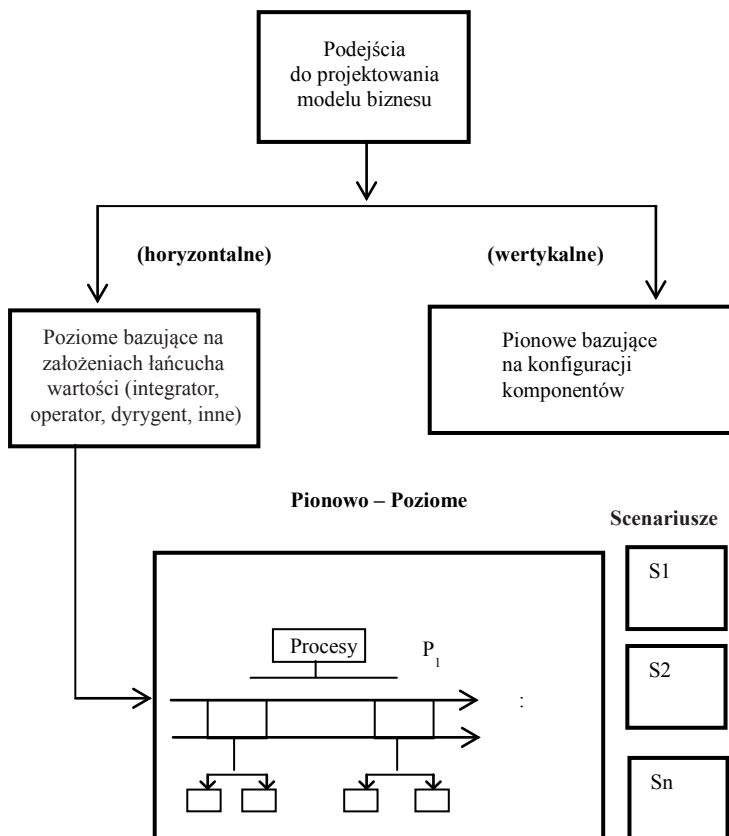 Podejścia
do projektowania
modelu biznesu
(horyzontalne)
(wertykalne)
Poziome bazujące na
założeniach łańcucha
wartości (integrator,
operator, dyrygent, inne)
Pionowe bazujące
na konfiguracji
komponentów
Pionowo – Poziome
Scenariusze
S1
Procesy
P1
S2
:
Sn